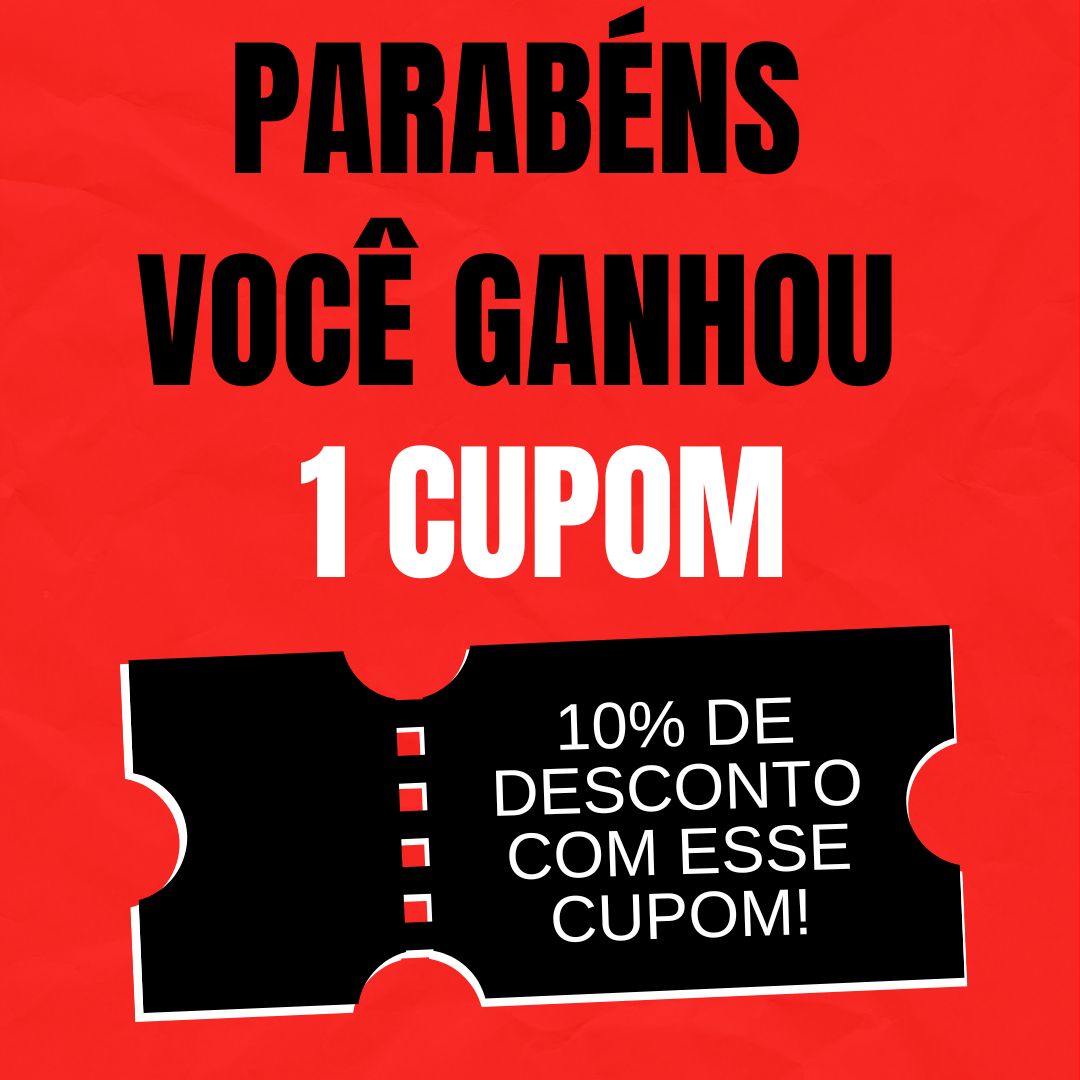 PARABÉNS
VOCÊ GANHOU
1 CUPOM
10% DE
DESCONTO
COM ESSE
CUPOM!